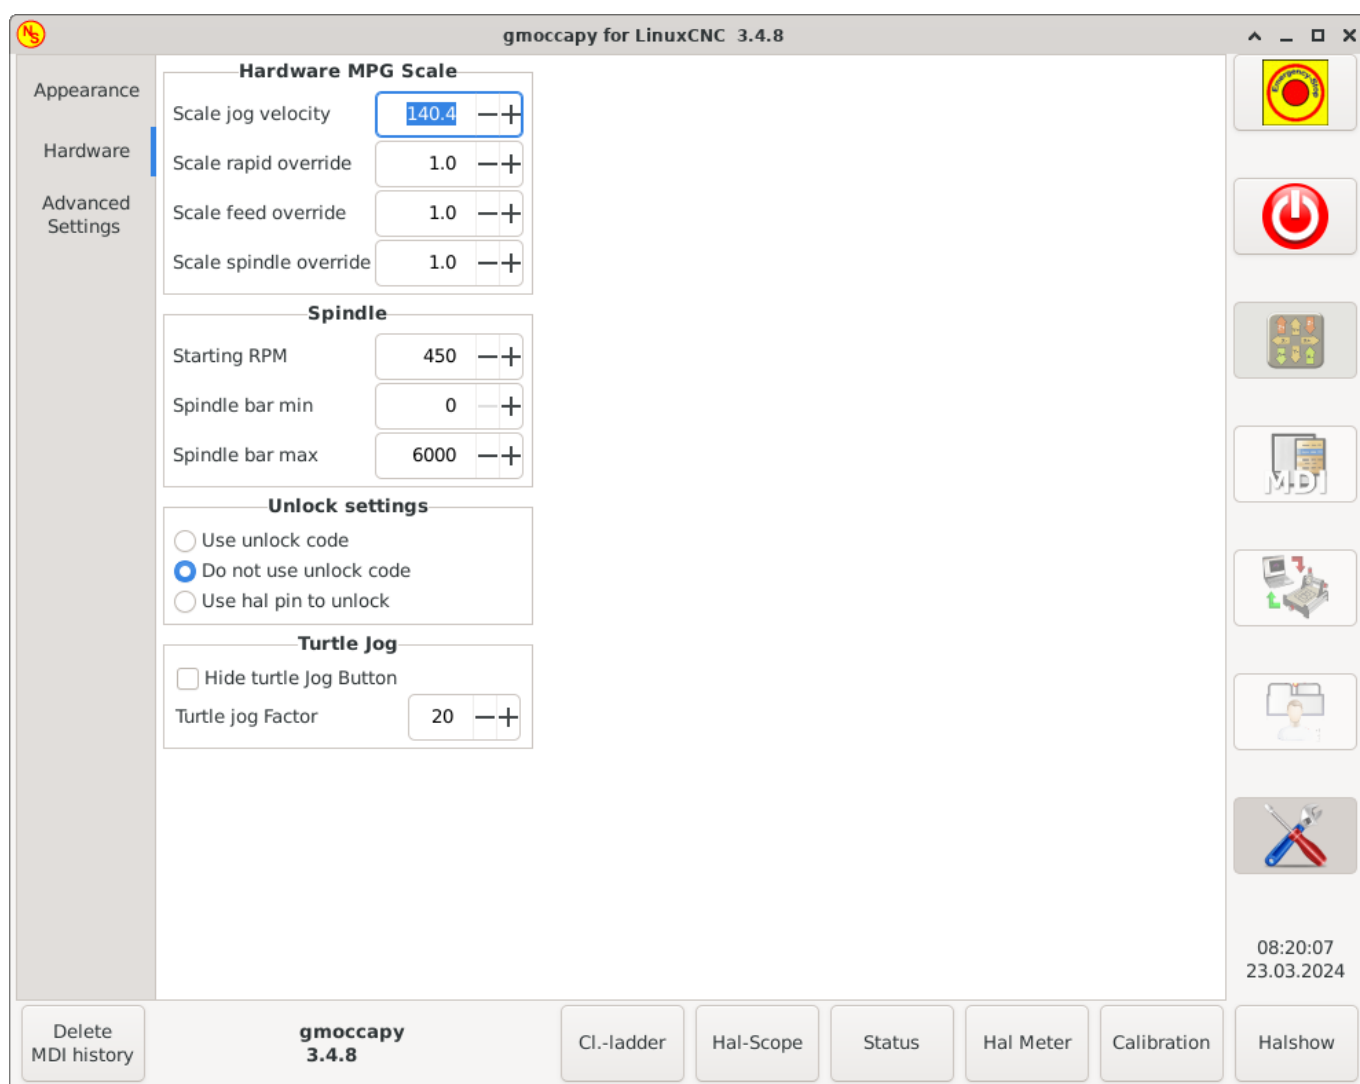 NS
gmoccapy for LinuxCNC 3.4.8
Appearance
Hardware
Advanced
Settings
Hardware MPG Scale
Scale jog velocity 140.4
Scale rapid override 1.0
Scale feed override 1.0
Scale spindle override 1.0
Spindle
Starting RPM 450
Spindle bar min 0
Spindle bar max 6000
Unlock settings
Use unlock code
Do not use unlock code
Use hal pin to unlock
Turtle Jog
Hide turtle Jog Button
Turtle jog Factor 20
Emergency-Stop
MDI
08:20:07
23.03.2024
Delete
MDI history
gmoccapy
3.4.8
Cl.-ladder
Hal-Scope
Status
Hal Meter
Calibration
Halshow